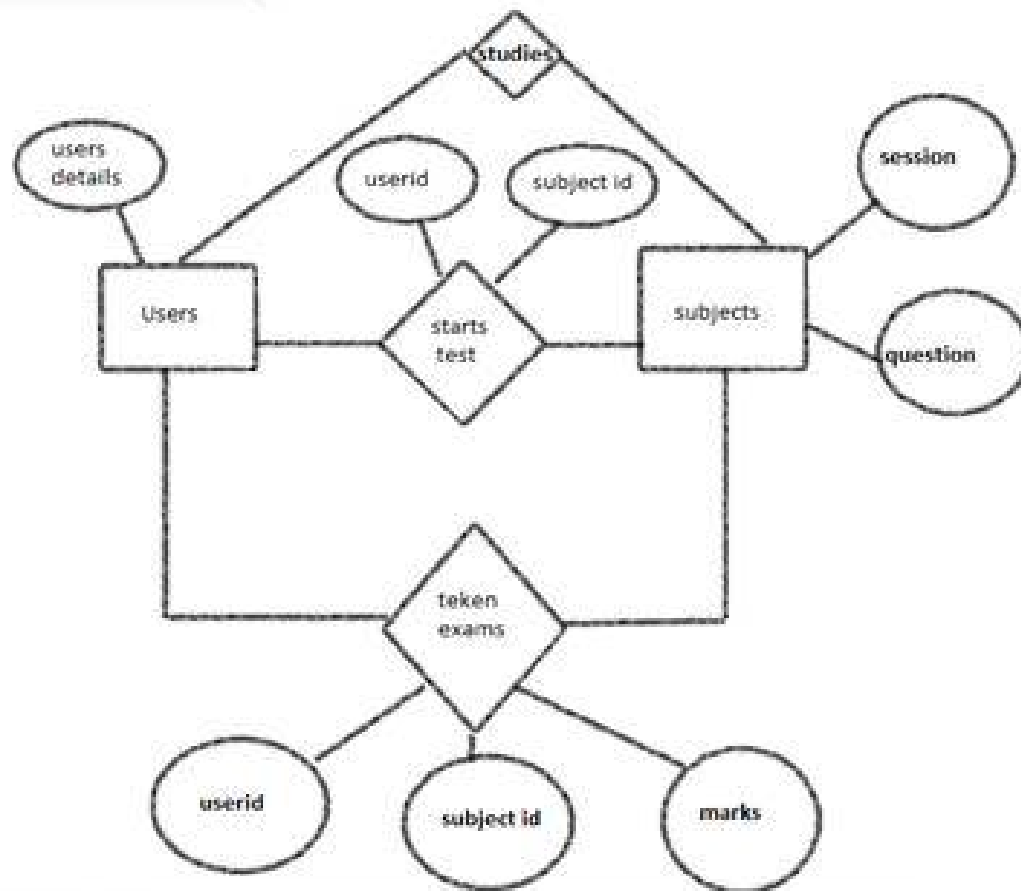 studies
users
details
userid
subject id
session
Users
starts
test
subjects
question
teken
exams
userid
subject id
marks